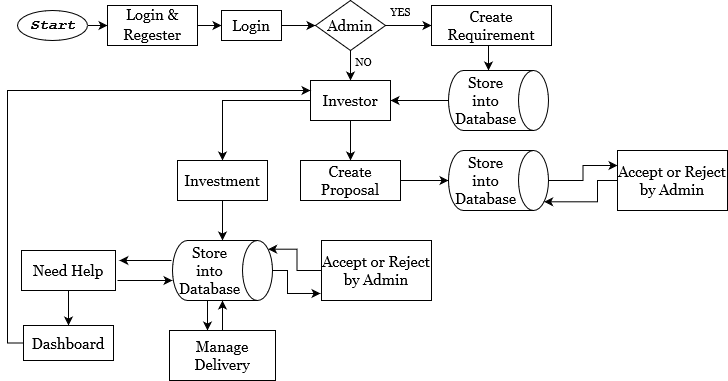 Start
Login &
Regester
Login
Admin
YES
Create
Requirement
NO
Investor
Store
into
Database
Investment
Create
Proposal
Store
into
Database
Accept or Reject
by Admin
Need Help
Store
into
Database
Accept or Reject
by Admin
Dashboard
Manage
Delivery